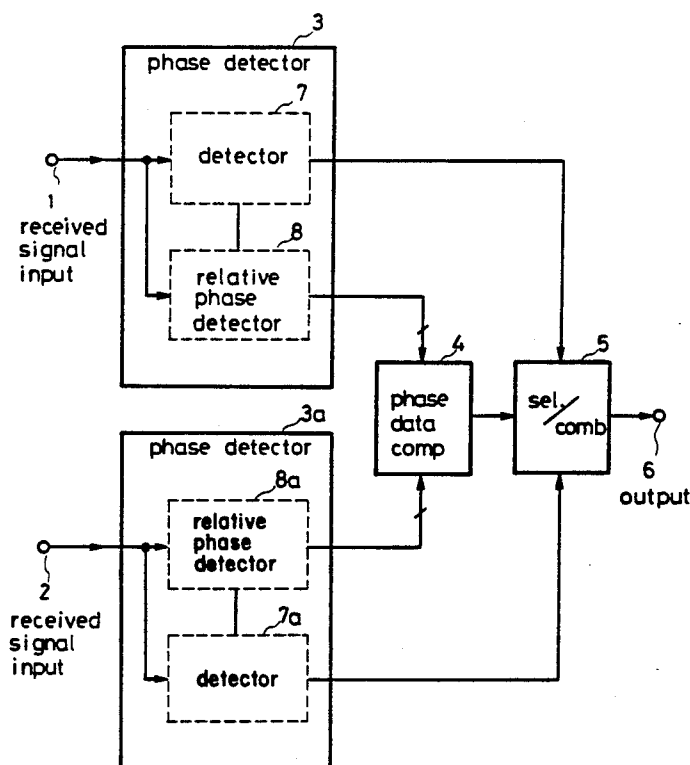 3
phase detector
7
detector
1
received
signal
input
8
relative
phase
detector
4
phase
data
comp
5
sel.
comb
6
output
3a
phase detector
8a
relative
phase
detector
2
received
signal
input
7a
detector